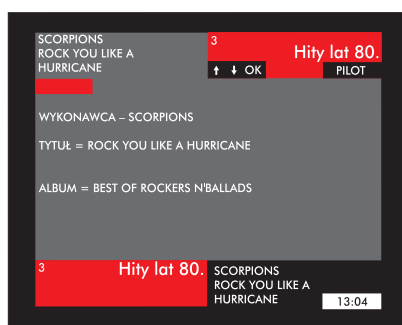 SCORPIONS
ROCK YOU LIKE A
HURRICANE
3
Hity lat 80.
↑ ↓ OK
PILOT
WYKONAWCA – SCORPIONS
TYTUŁ = ROCK YOU LIKE A HURRICANE
ALBUM = BEST OF ROCKERS N'BALLADS
3
Hity lat 80.
SCORPIONS
ROCK YOU LIKE A
HURRICANE
13:04